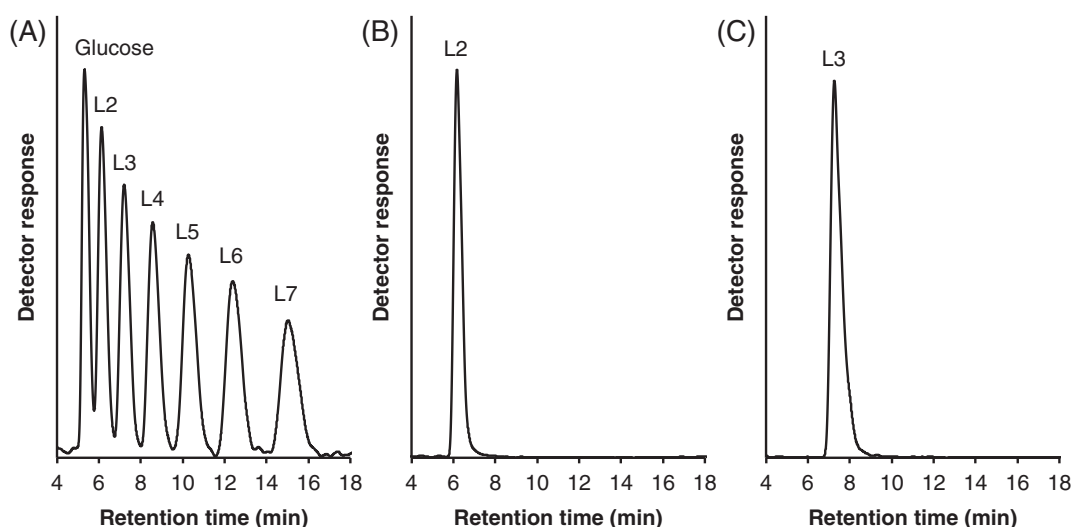 (A)
Glucose
L2
L3
L4
L5
L6
L7
Detector response
4 6 8 10 12 14 16 18
Retention time (min)
(B)
L2
Detector response
4 6 8 10 12 14 16 18
Retention time (min)
(C)
L3
Detector response
4 6 8 10 12 14 16 18
Retention time (min)